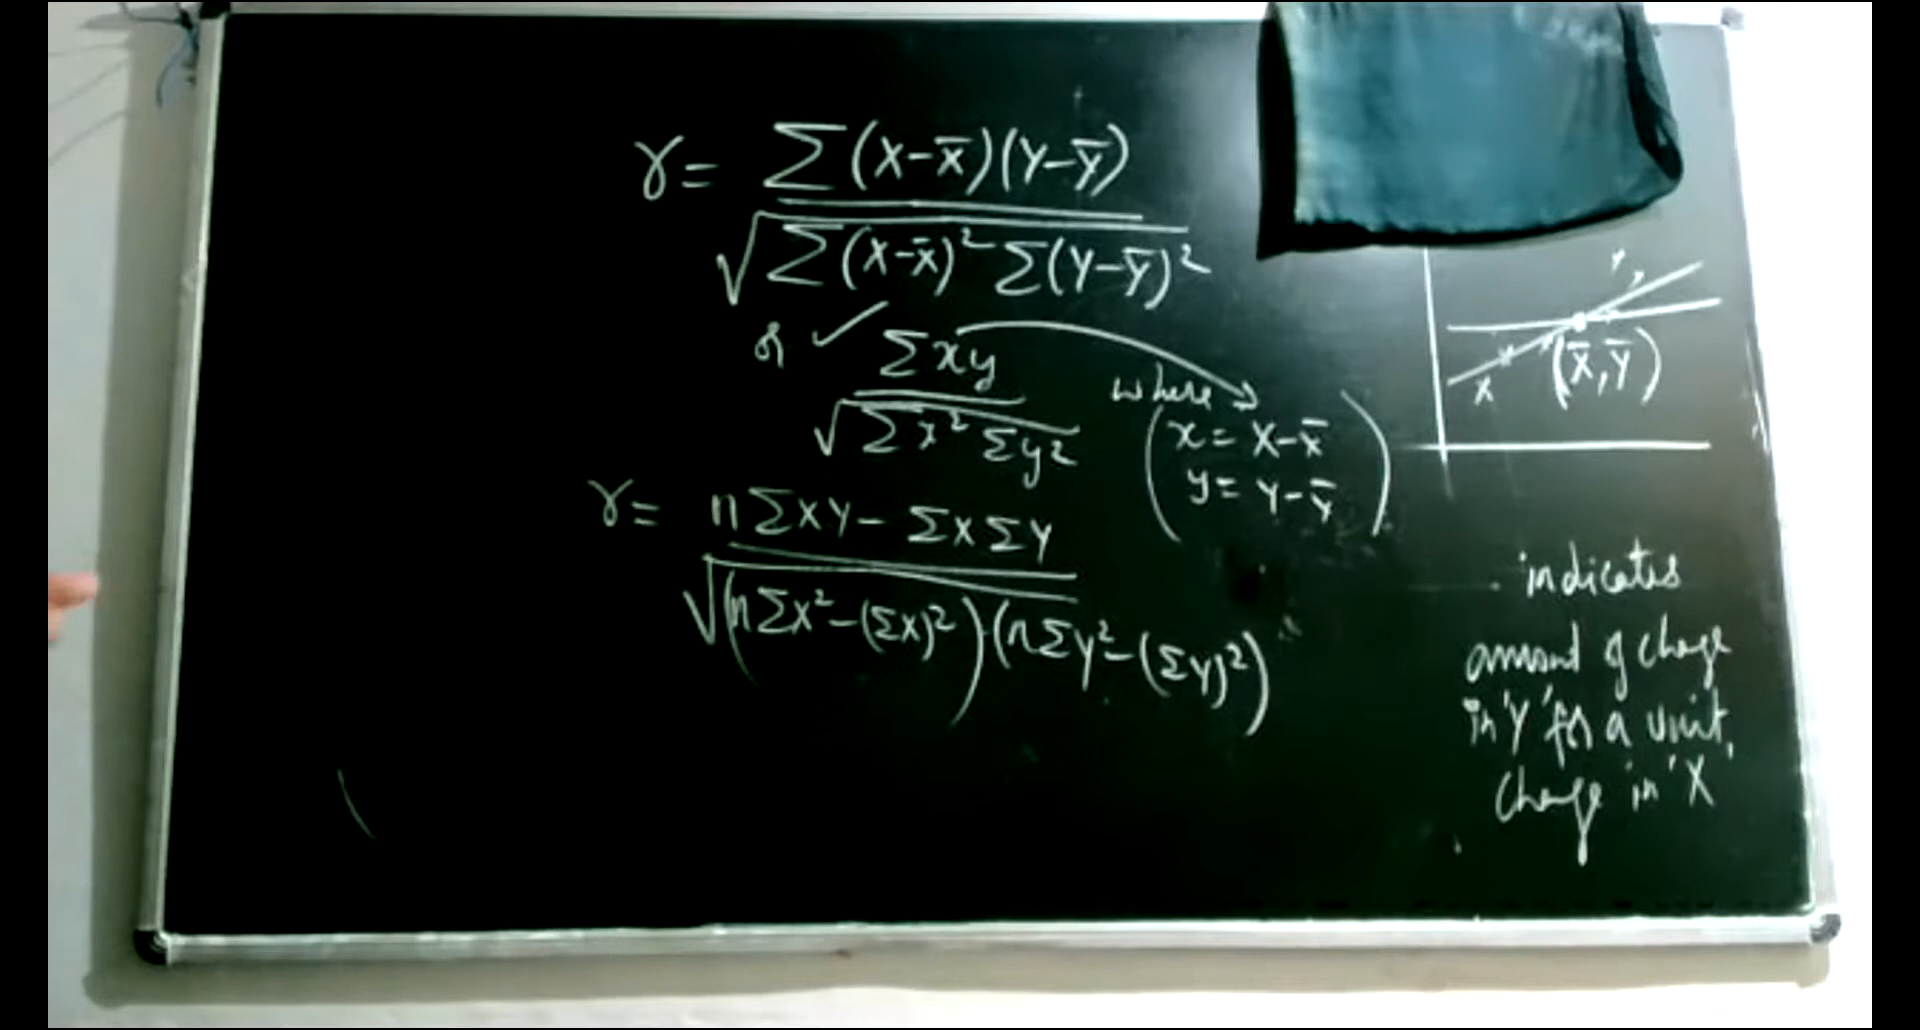 γ = Σ(X-X̄)(Y-Ȳ)
√Σ(X-X̄)² Σ(Y-Ȳ)²
or ✓ Σxy
√Σx² Σy²
where
x = X-X̄
y = Y-Ȳ
γ = nΣXY - ΣXΣY
√(nΣX²-(ΣX)²)(nΣY²-(ΣY)²)
(X̄,Ȳ)
indicates
amount of change
in 'Y' for a unit
change in 'X'